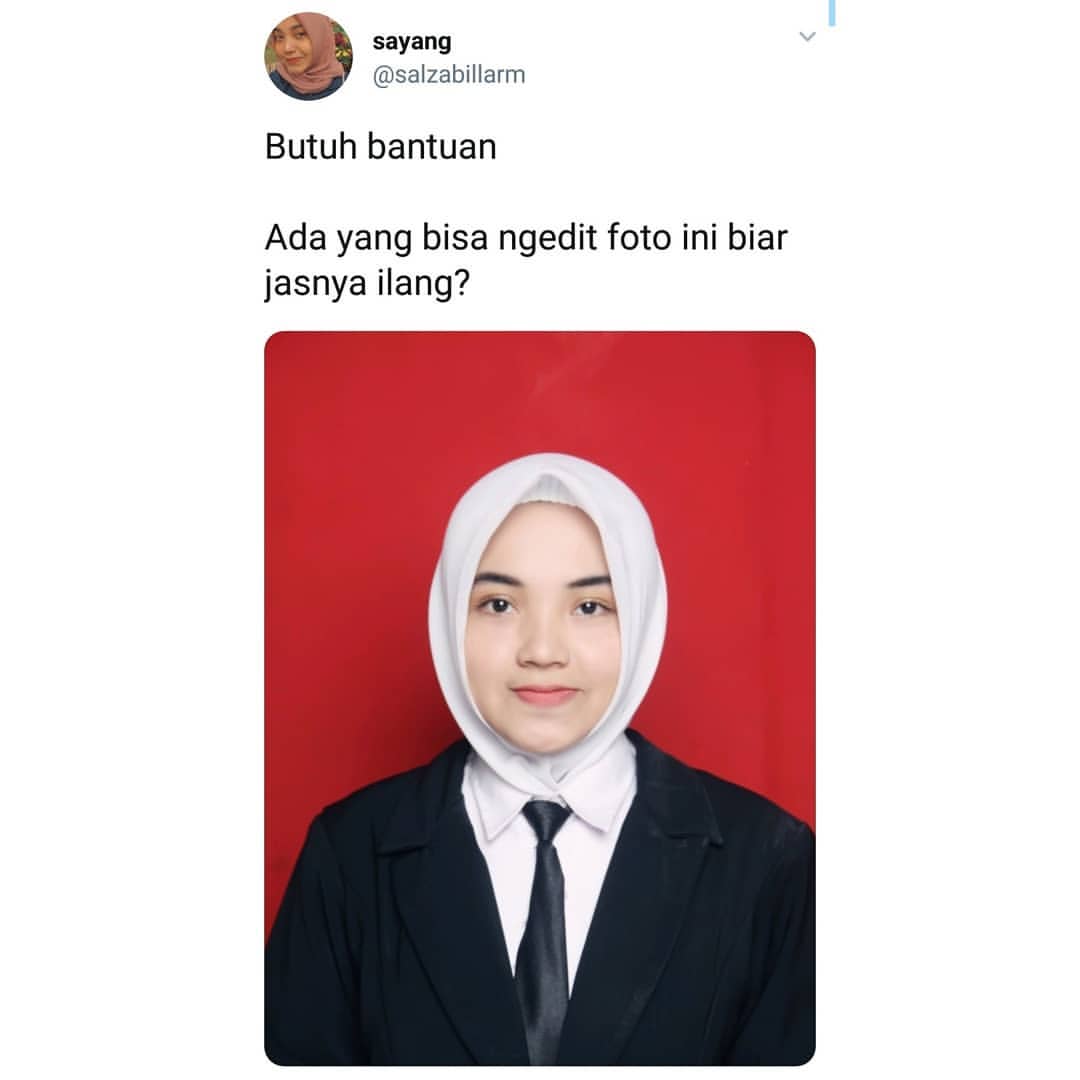 sayang
@salzabillarm
Butuh bantuan
Ada yang bisa ngedit foto ini biar
jasnya ilang?